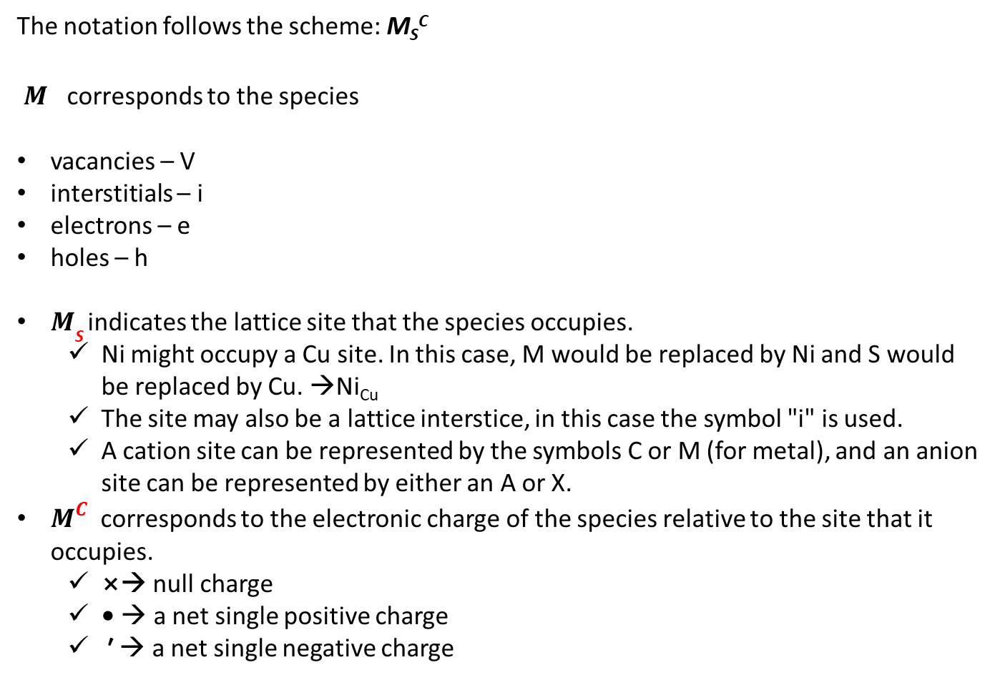 The notation follows the scheme: M_S^C
M corresponds to the species
• vacancies – V
• interstitials – i
• electrons – e
• holes – h
• M_S indicates the lattice site that the species occupies.
✓ Ni might occupy a Cu site. In this case, M would be replaced by Ni and S would
be replaced by Cu. →Ni_Cu
✓ The site may also be a lattice interstice, in this case the symbol "i" is used.
✓ A cation site can be represented by the symbols C or M (for metal), and an anion
site can be represented by either an A or X.
• M^C corresponds to the electronic charge of the species relative to the site that it
occupies.
✓ ×→ null charge
✓ • → a net single positive charge
✓ ′ → a net single negative charge